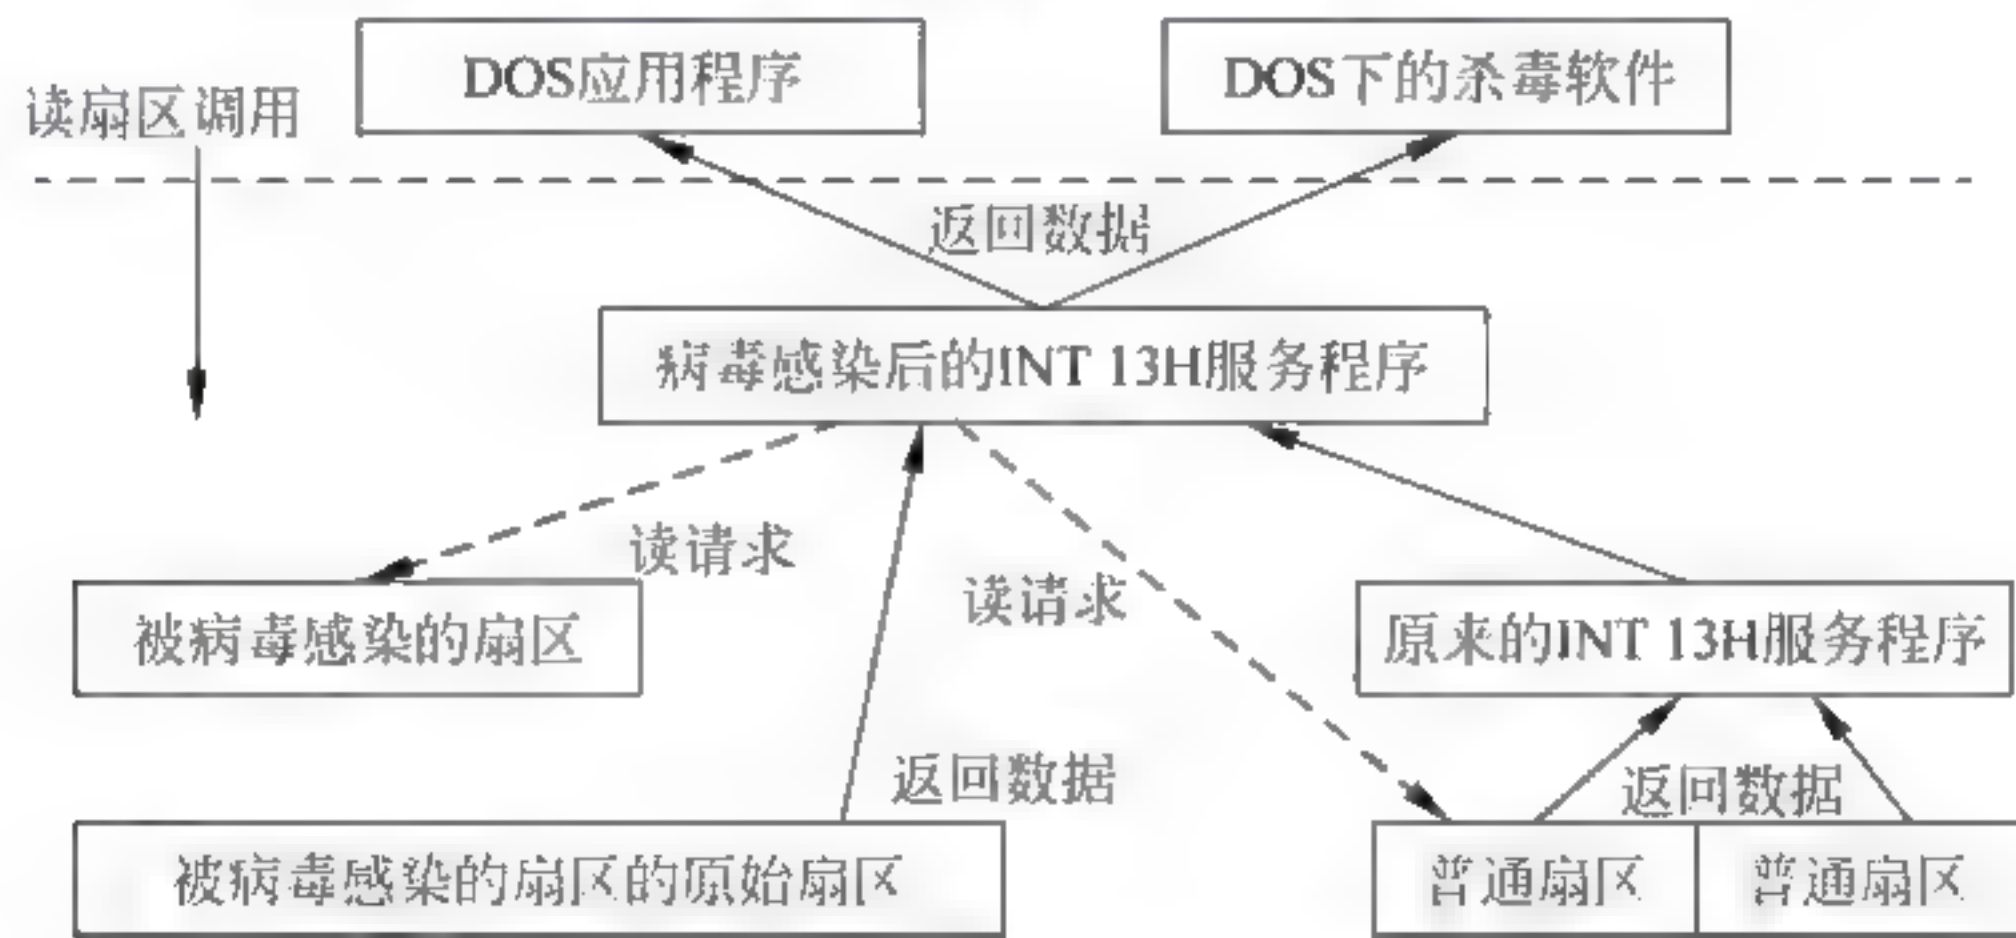 DOS应用程序
DOS下的杀毒软件
读扇区调用
返回数据
病毒感染后的INT 13H服务程序
读请求
读请求
被病毒感染的扇区
原来的INT 13H服务程序
返回数据
返回数据
被病毒感染的扇区的原始扇区
普通扇区
普通扇区